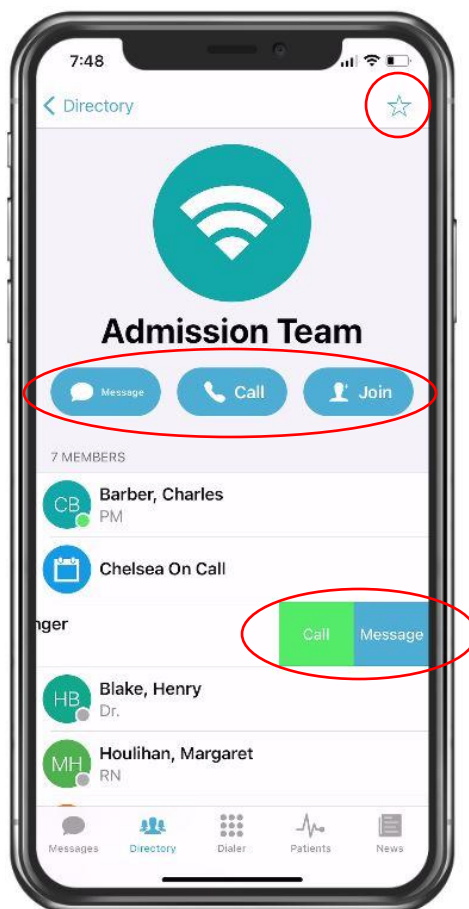 7:48
Directory
Admission Team
Message Call Join
7 MEMBERS
CB Barber, Charles
PM
Chelsea On Call
nger Call Message
HB Blake, Henry
Dr.
MH Houlihan, Margaret
RN
Messages Directory Dialer Patients News